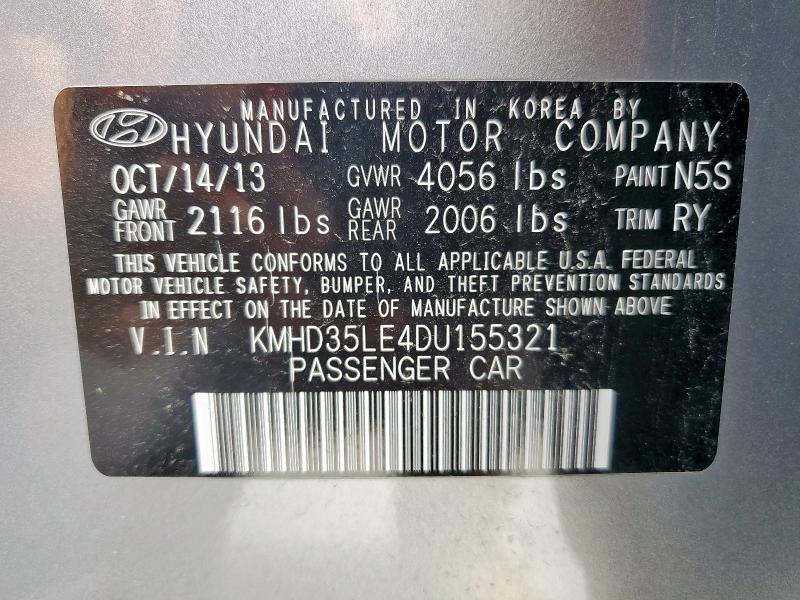 MANUFACTURED IN KOREA BY
HYUNDAI MOTOR COMPANY
OCT/14/13 GVWR 4056 lbs PAINT N5S
GAWR FRONT 2116 lbs GAWR REAR 2006 lbs TRIM RY
THIS VEHICLE CONFORMS TO ALL APPLICABLE U.S.A. FEDERAL
MOTOR VEHICLE SAFETY, BUMPER, AND THEFT PREVENTION STANDARDS
IN EFFECT ON THE DATE OF MANUFACTURE SHOWN ABOVE
V.I.N KMHD35LE4DU155321
PASSENGER CAR